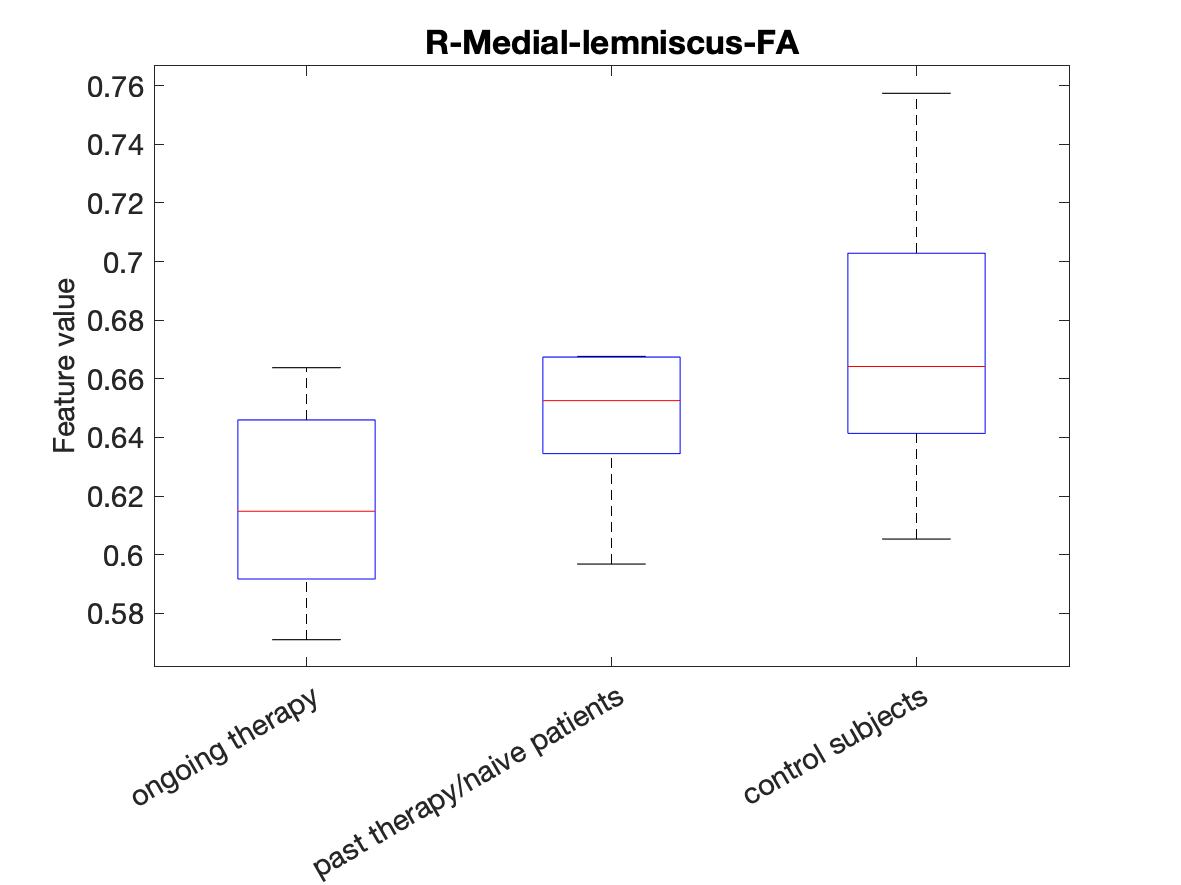 R-Medial-lemniscus-FA
Feature value
0.76
0.74
0.72
0.7
0.68
0.66
0.64
0.62
0.6
0.58
ongoing therapy
past therapy/naive patients
control subjects